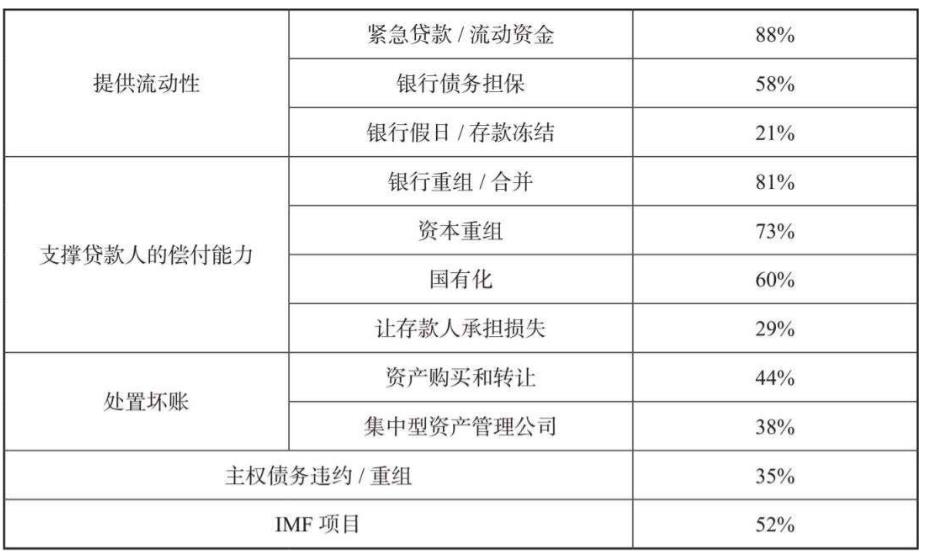 提供流动性
紧急贷款 / 流动资金 88%
银行债务担保 58%
银行假日 / 存款冻结 21%
支撑贷款人的偿付能力
银行重组 / 合并 81%
资本重组 73%
国有化 60%
让存款人承担损失 29%
处置坏账
资产购买和转让 44%
集中型资产管理公司 38%
主权债务违约 / 重组 35%
IMF 项目 52%